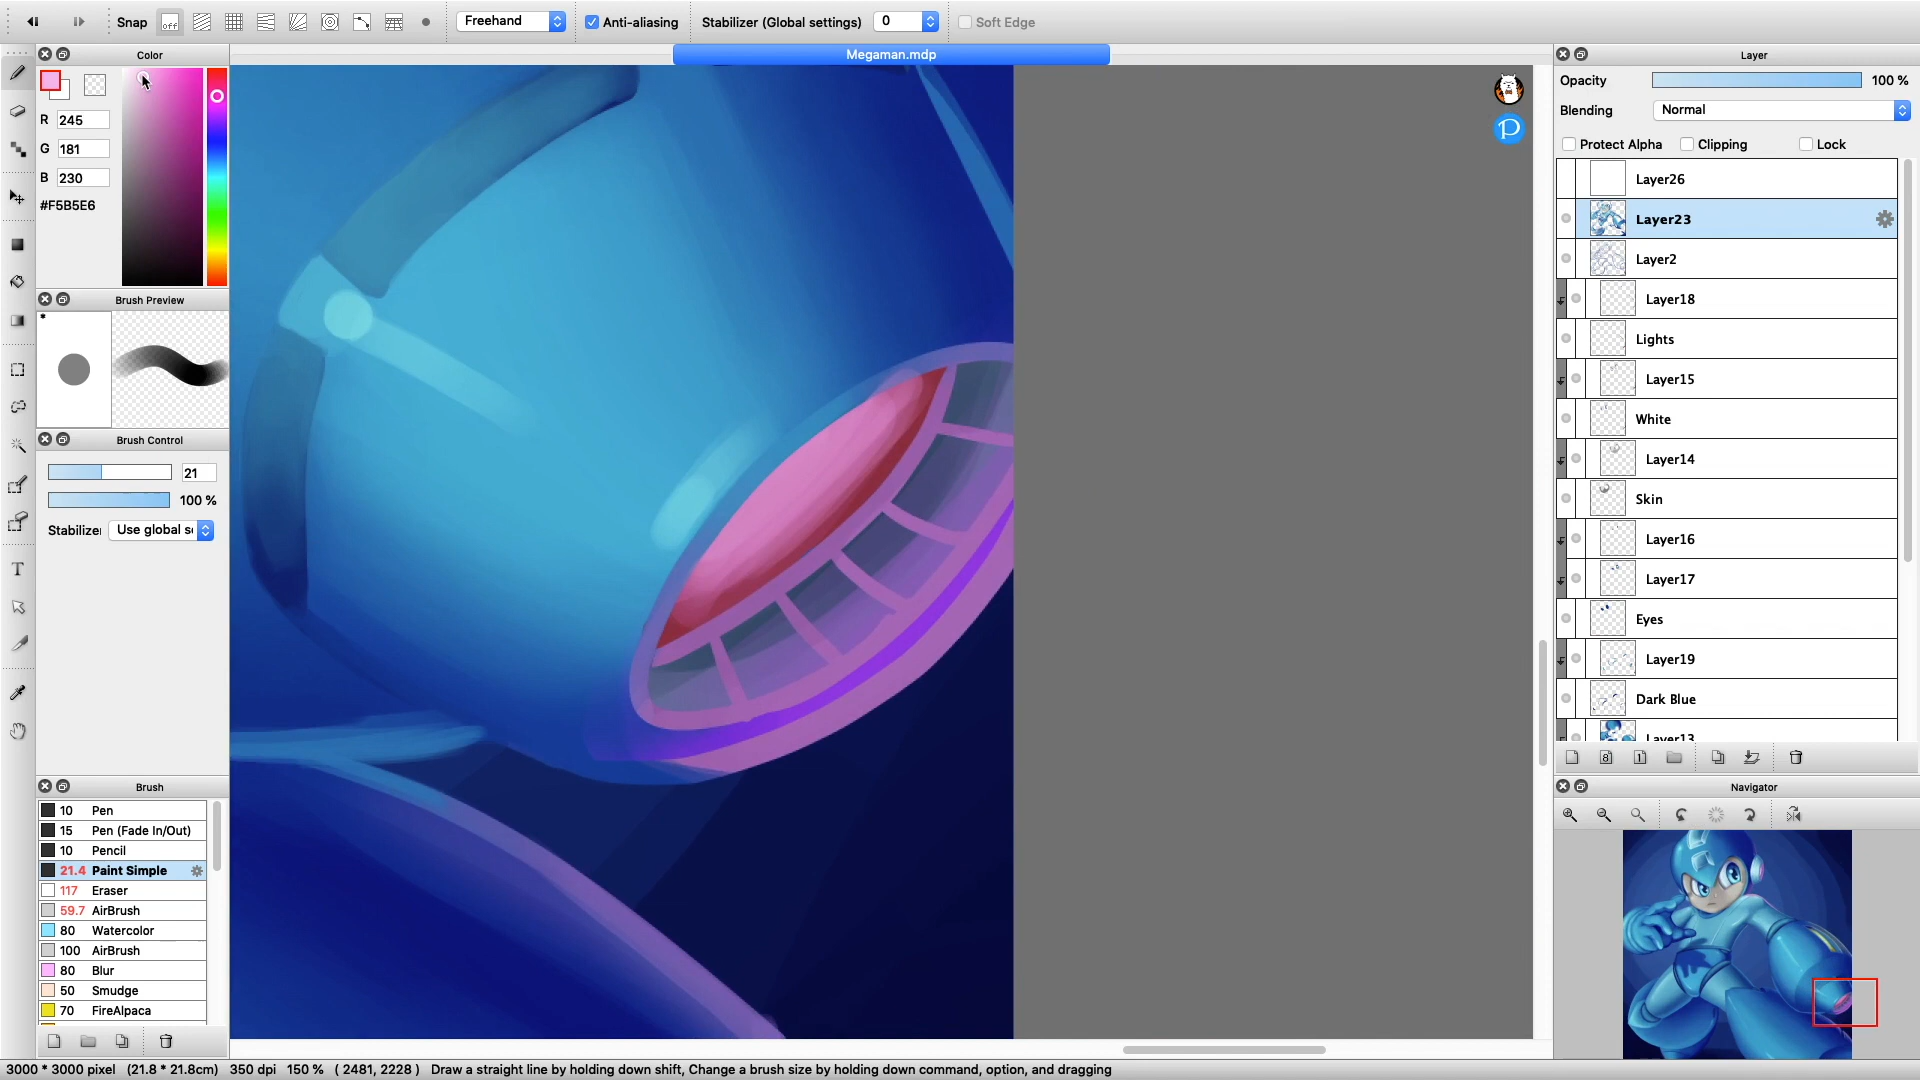 Snap
off
Freehand
Anti-aliasing
Stabilizer (Global settings)
0
Soft Edge
Color
Megaman.mdp
Layer
R 245
G 181
B 230
#F5B5E6
Opacity
100 %
Blending
Normal
Protect Alpha
Clipping
Lock
Layer26
Layer23
Layer2
Layer18
Lights
Layer15
White
Layer14
Skin
Layer16
Layer17
Eyes
Layer19
Dark Blue
Layer13
Brush Preview
*
Brush Control
21
100 %
Stabilize
Use global s
T
Brush
10 Pen
15 Pen (Fade In/Out)
10 Pencil
21.4 Paint Simple
117 Eraser
59.7 AirBrush
80 Watercolor
100 AirBrush
80 Blur
50 Smudge
70 FireAlpaca
8
1
Navigator
P
3000 * 3000 pixel (21.8 * 21.8cm) 350 dpi 150 % ( 2481, 2228 ) Draw a straight line by holding down shift, Change a brush size by holding down command, option, and dragging